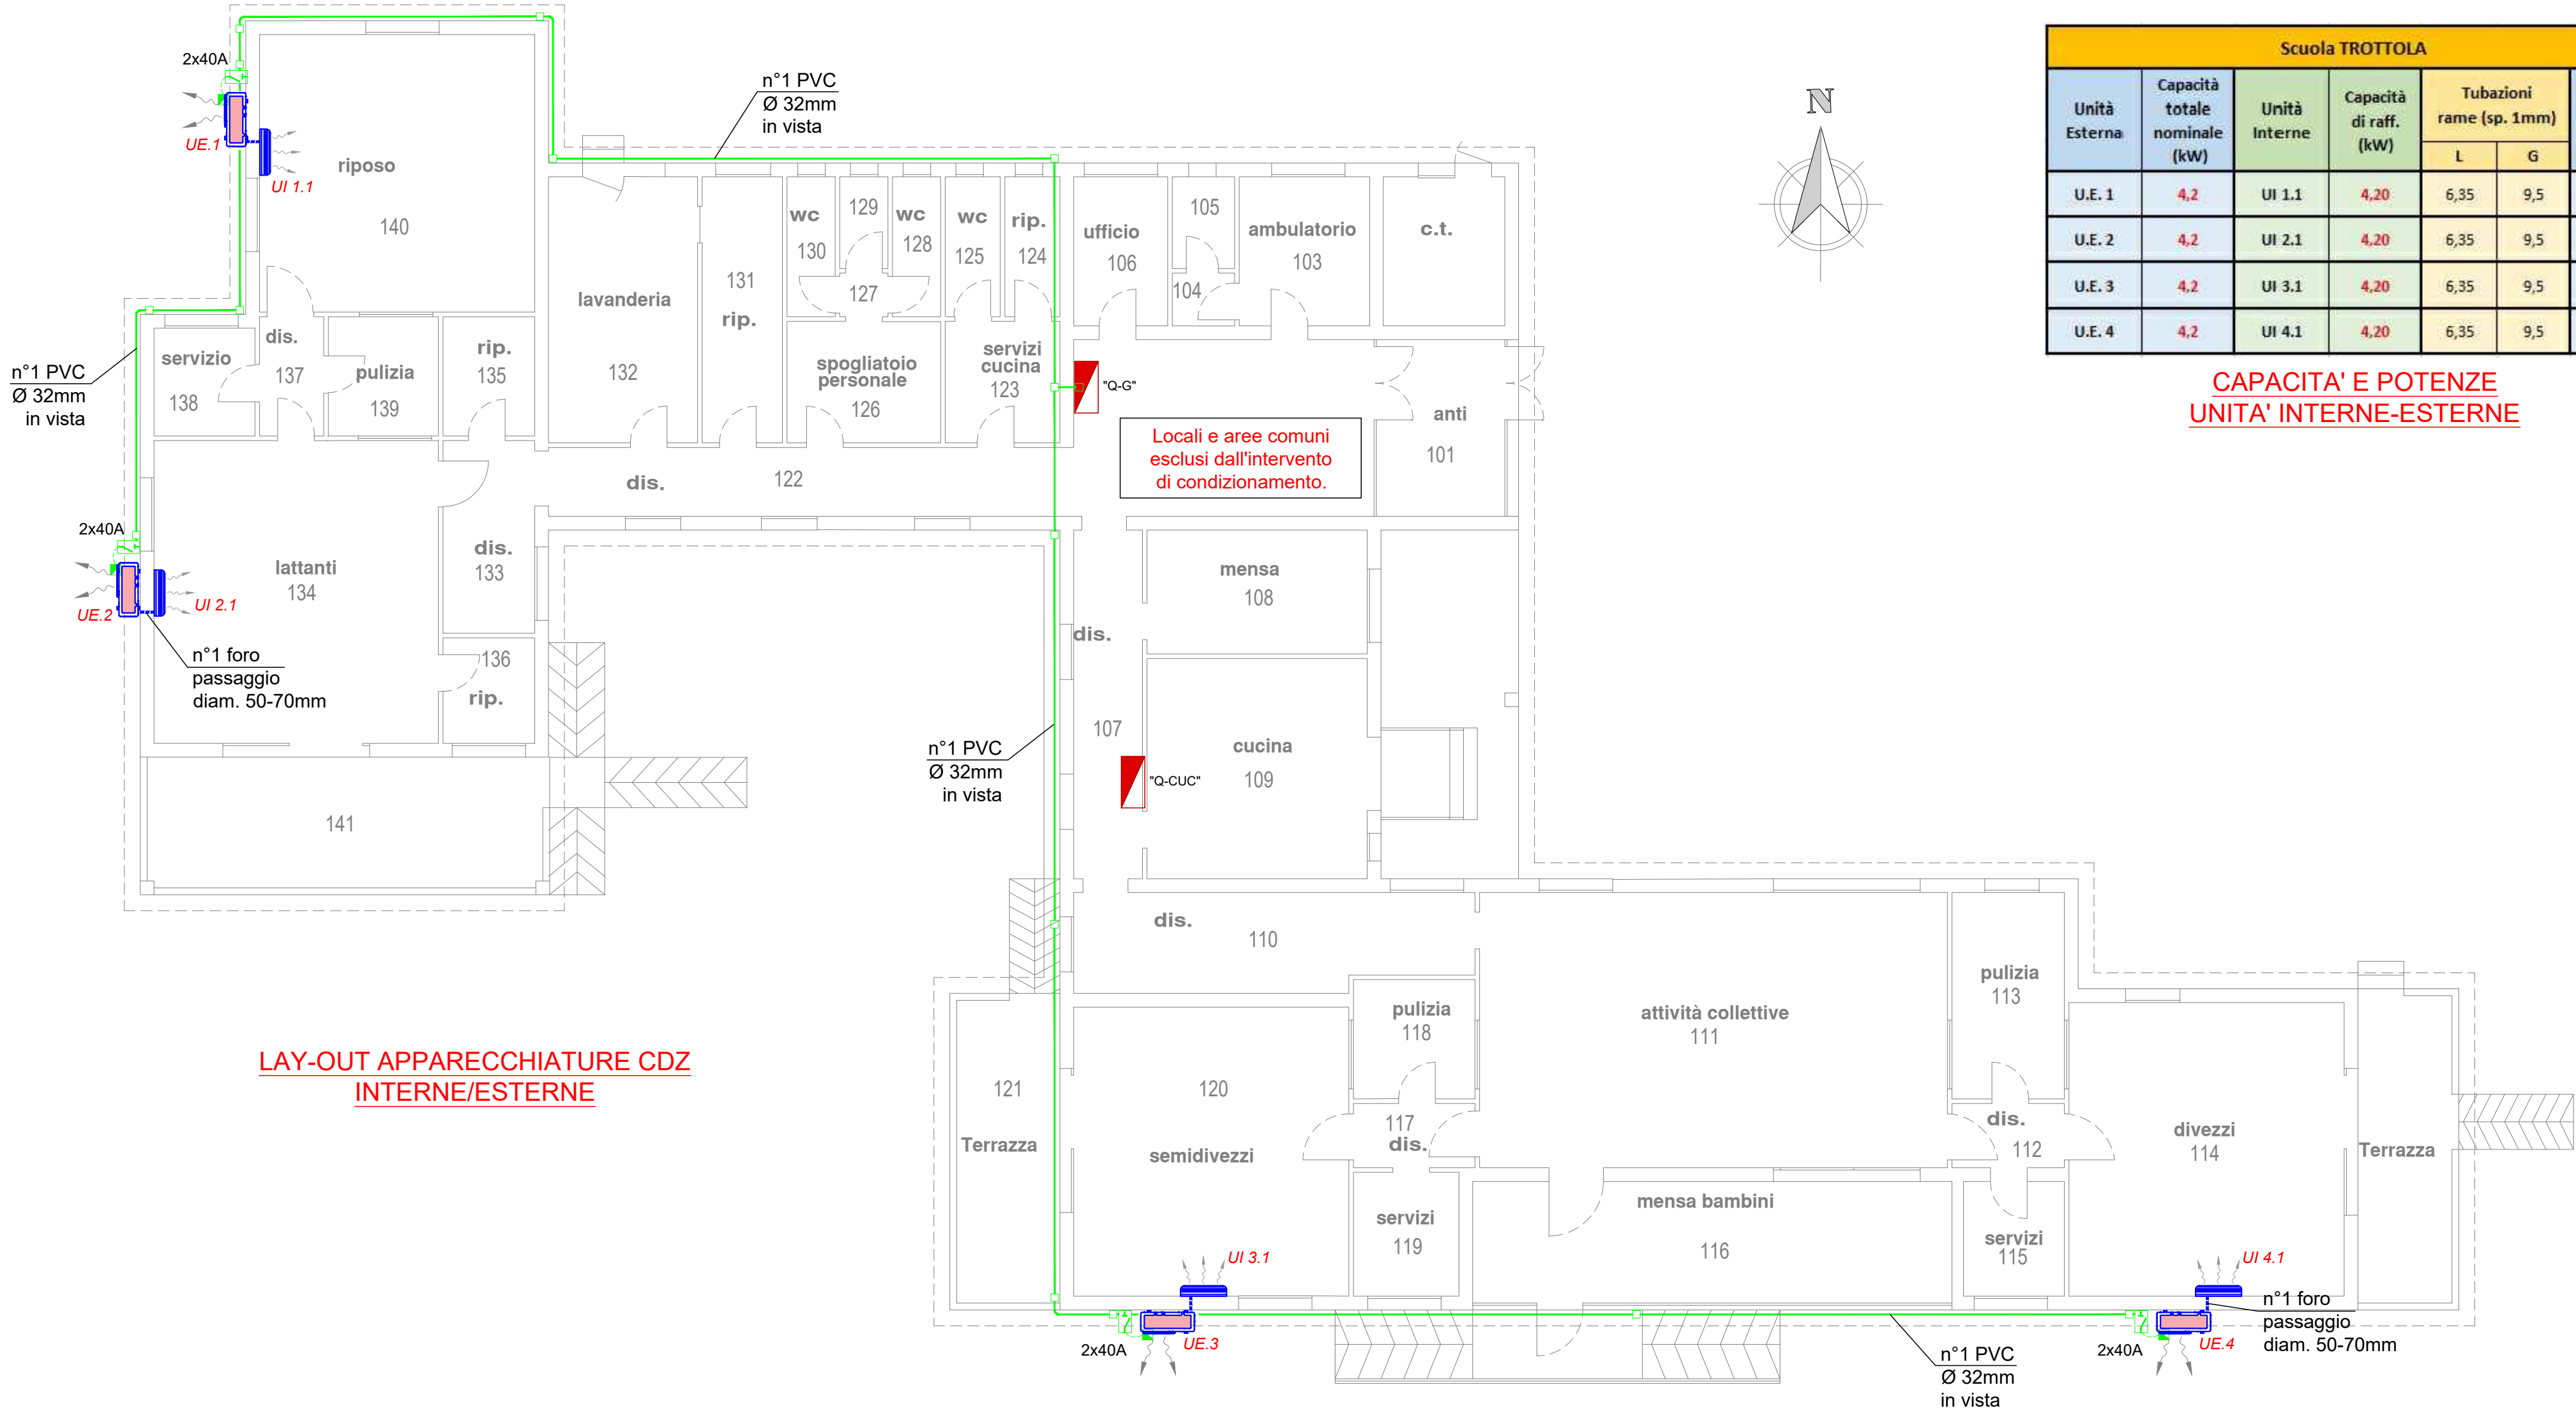 Scuola TROTTOLA
Unità Esterna
Capacità totale nominale (kW)
Unità Interne
Capacità di raff. (kW)
Tubazioni rame (sp. 1mm)
L
G
U.E. 1 4,2 UI 1.1 4,20 6,35 9,5
U.E. 2 4,2 UI 2.1 4,20 6,35 9,5
U.E. 3 4,2 UI 3.1 4,20 6,35 9,5
U.E. 4 4,2 UI 4.1 4,20 6,35 9,5
CAPACITA' E POTENZE
UNITA' INTERNE-ESTERNE
N
2x40A
UE.1
UI 1.1
riposo
140
n°1 PVC
Ø 32mm
in vista
wc
130
129
wc
128
wc
125
rip.
124
127
131
rip.
lavanderia
132
spogliatoio
personale
126
servizi
cucina
123
ufficio
106
105
104
ambulatorio
103
c.t.
"Q-G"
anti
101
Locali e aree comuni
esclusi dall'intervento
di condizionamento.
n°1 PVC
Ø 32mm
in vista
servizio
138
dis.
137
pulizia
139
rip.
135
dis.
122
2x40A
UE.2
UI 2.1
lattanti
134
dis.
133
n°1 foro
passaggio
diam. 50-70mm
136
rip.
141
mensa
108
dis.
107
cucina
109
"Q-CUC"
n°1 PVC
Ø 32mm
in vista
dis.
110
LAY-OUT APPARECCHIATURE CDZ
INTERNE/ESTERNE
121
Terrazza
120
semidivezzi
pulizia
118
117
dis.
servizi
119
attività collettive
111
mensa bambini
116
pulizia
113
dis.
112
servizi
115
divezzi
114
Terrazza
UI 3.1
UE.3
2x40A
UI 4.1
UE.4
2x40A
n°1 foro
passaggio
diam. 50-70mm
n°1 PVC
Ø 32mm
in vista